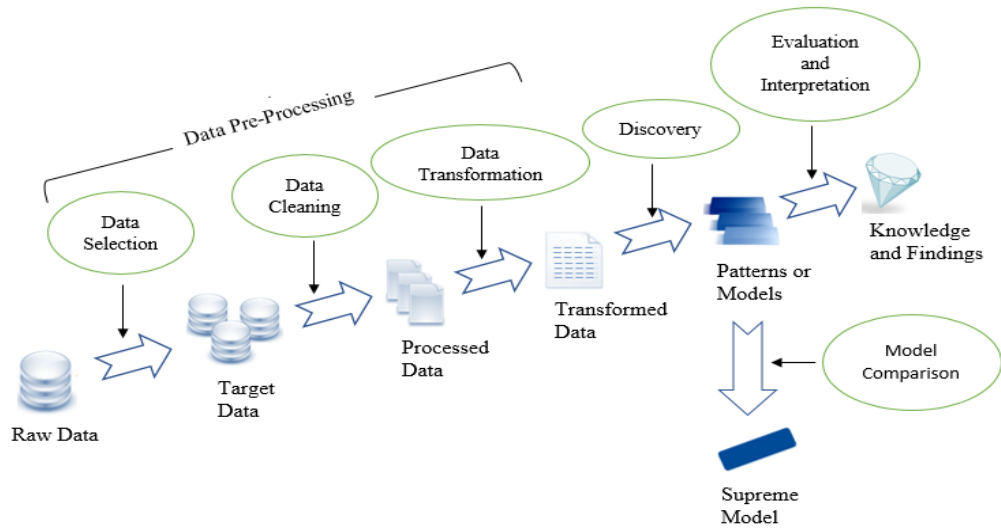 Data Pre-Processing
Data
Selection
Data
Cleaning
Data
Transformation
Discovery
Evaluation
and
Interpretation
Raw Data
Target
Data
Processed
Data
Transformed
Data
Patterns or
Models
Knowledge
and Findings
Model
Comparison
Supreme
Model